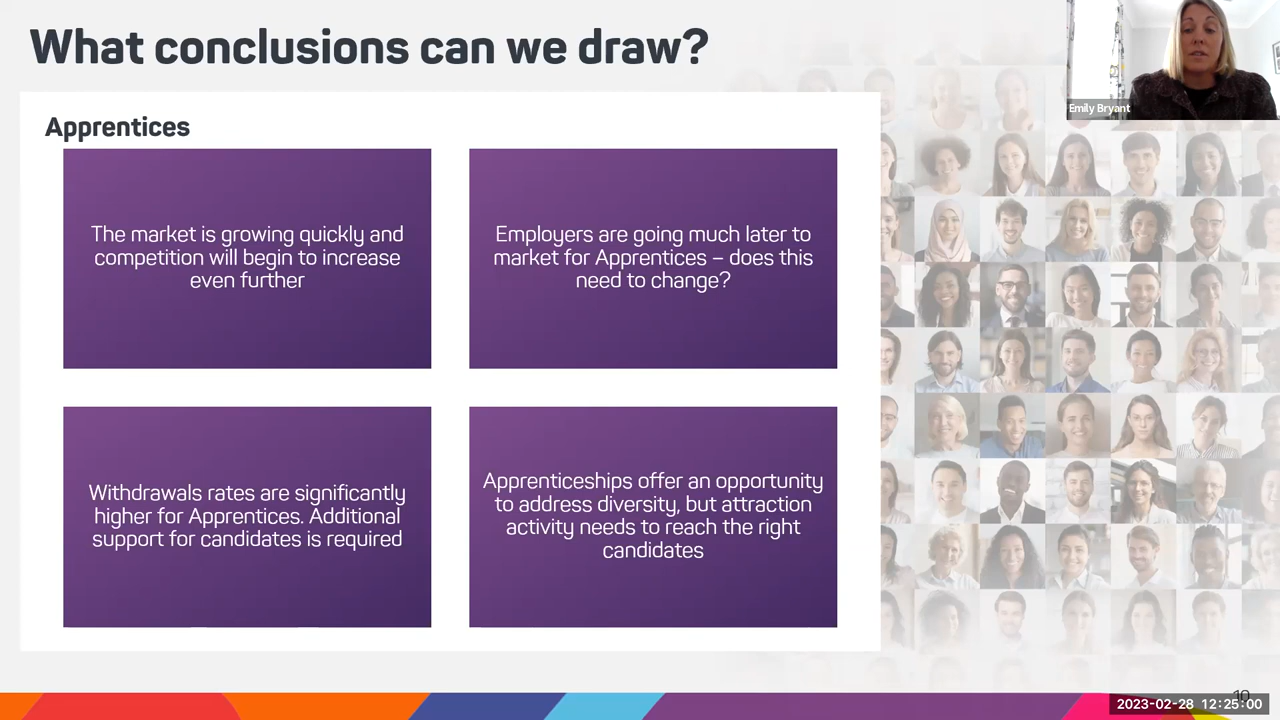 What conclusions can we draw?
Emily Bryant
Apprentices
The market is growing quickly and
competition will begin to increase
even further
Employers are going much later to
market for Apprentices – does this
need to change?
Withdrawals rates are significantly
higher for Apprentices. Additional
support for candidates is required
Apprenticeships offer an opportunity
to address diversity, but attraction
activity needs to reach the right
candidates
10
2023-02-28 12:25:00